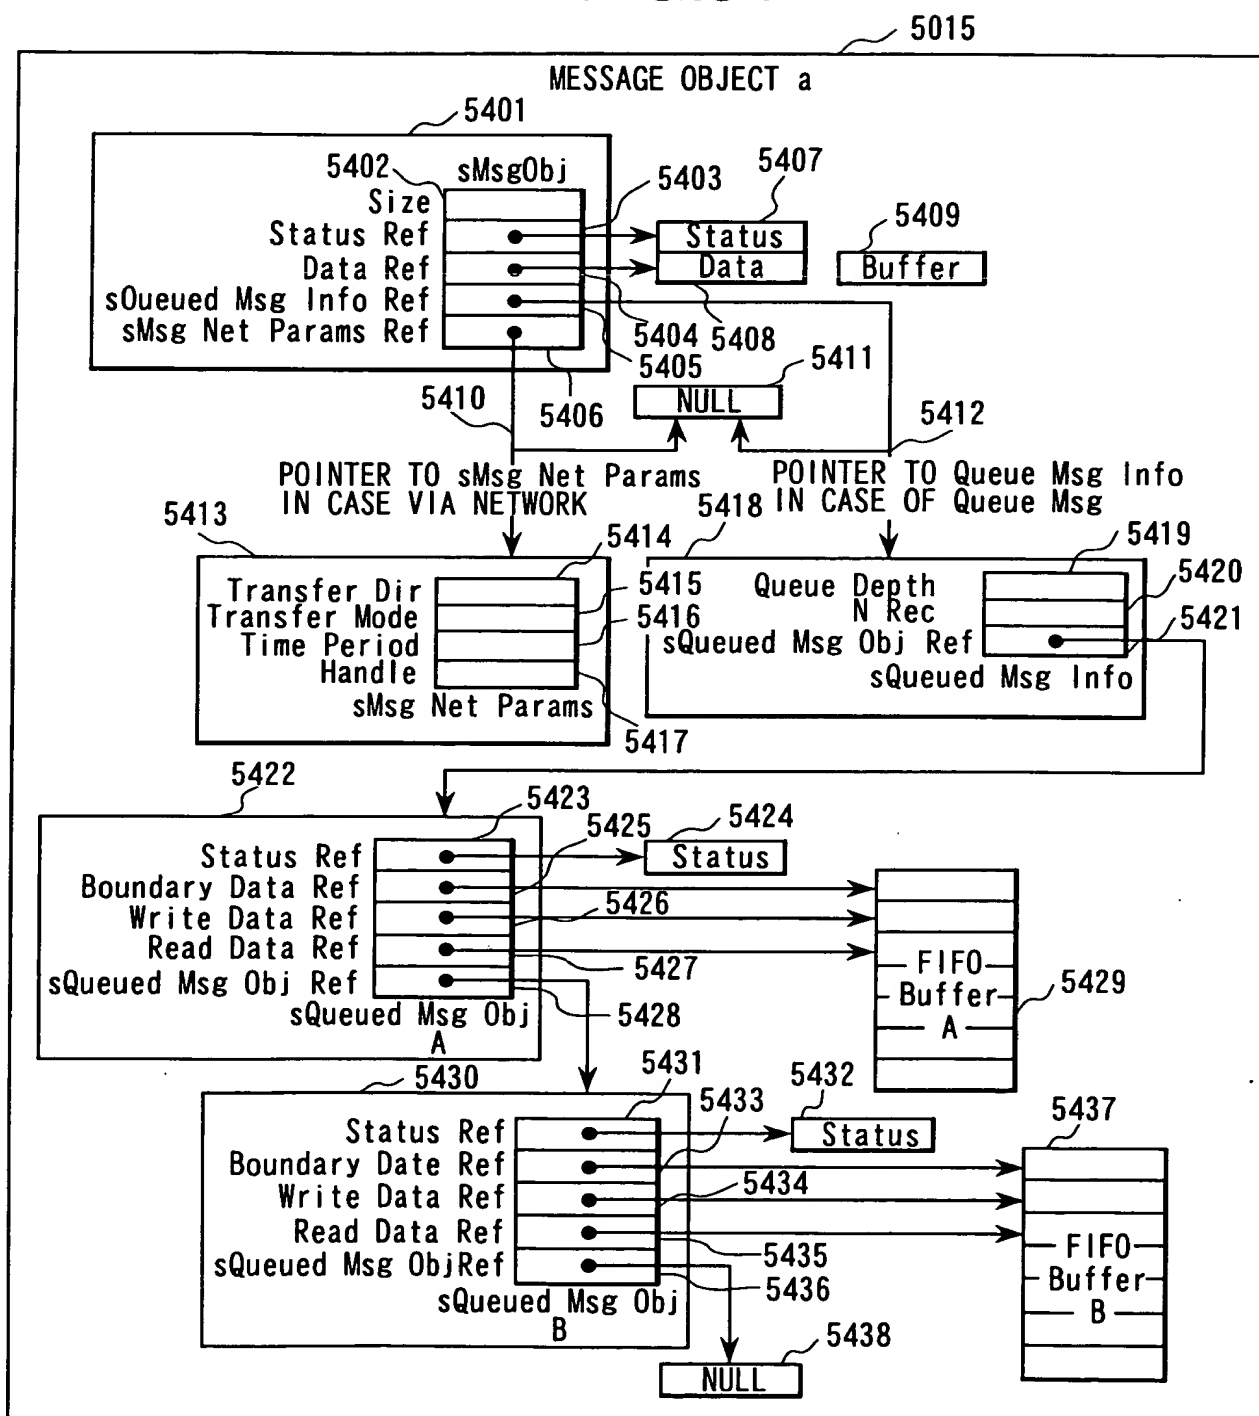 5015
MESSAGE OBJECT a
5401
5402
sMsgObj
5403
5407
Size
5409
Status Ref
Status
Data Ref
Data
Buffer
sOueued Msg Info Ref
sMsg Net Params Ref
5404
5408
5405
5411
5410
5406
NULL
5412
POINTER TO sMsg Net Params
IN CASE VIA NETWORK
POINTER TO Queue Msg Info
IN CASE OF Queue Msg
5413
5418
5414
5419
Transfer Dir
5415
Queue Depth
5420
Transfer Mode
5416
N Rec
5421
Time Period
sQueued Msg Obj Ref
Handle
sQueued Msg Info
sMsg Net Params
5417
5422
5423
5424
5425
Status Ref
Status
Boundary Data Ref
5426
Write Data Ref
Read Data Ref
5427
FIFO
sQueued Msg Obj Ref
Buffer
5429
sQueued Msg Obj
5428
A
A
5430
5431
5432
5433
5437
Status Ref
Status
Boundary Date Ref
5434
Write Data Ref
Read Data Ref
5435
FIFO
sQueued Msg ObjRef
5436
Buffer
sQueued Msg Obj
B
B
5438
NULL